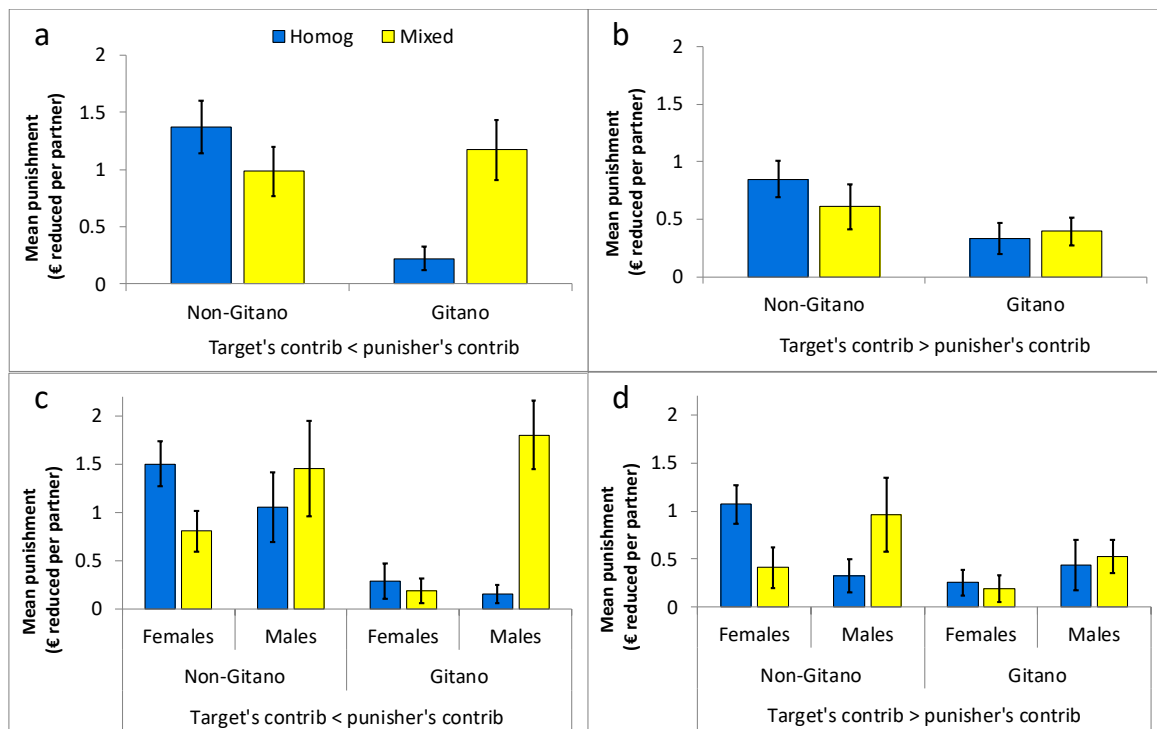 a
Homog Mixed
Mean punishment
(€ reduced per partner)
2
1.5
1
0.5
0
Non-Gitano Gitano
Target's contrib < punisher's contrib
b
Mean punishment
(€ reduced per partner)
2
1.5
1
0.5
0
Non-Gitano Gitano
Target's contrib > punisher's contrib
c
Mean punishment
(€ reduced per partner)
2
1.5
1
0.5
0
Females Males Females Males
Non-Gitano Gitano
Target's contrib < punisher's contrib
d
Mean punishment
(€ reduced per partner)
2
1.5
1
0.5
0
Females Males Females Males
Non-Gitano Gitano
Target's contrib > punisher's contrib